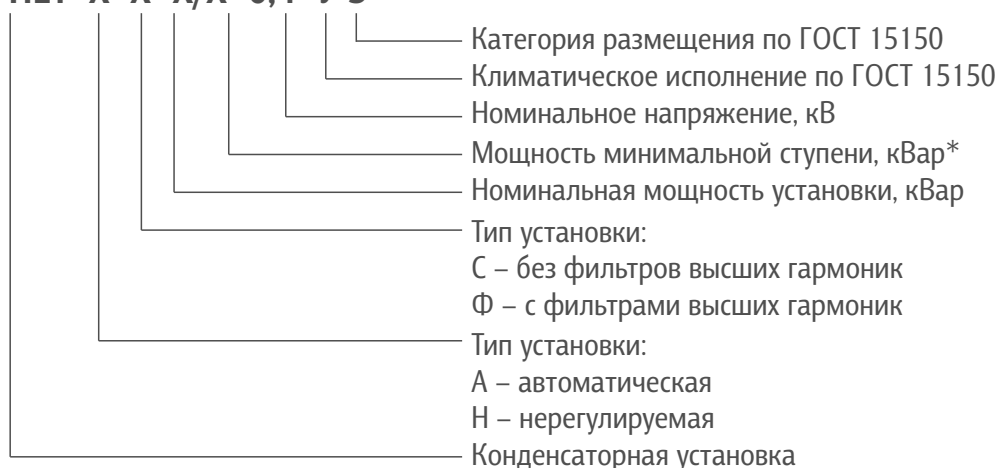 Категория размещения по ГОСТ 15150
Климатическое исполнение по ГОСТ 15150
Номинальное напряжение, кВ
Мощность минимальной ступени, кВар*
Номинальная мощность установки, кВар
Тип установки:
С – без фильтров высших гармоник
Ф – с фильтрами высших гармоник
Тип установки:
А – автоматическая
Н – нерегулируемая
Конденсаторная установка